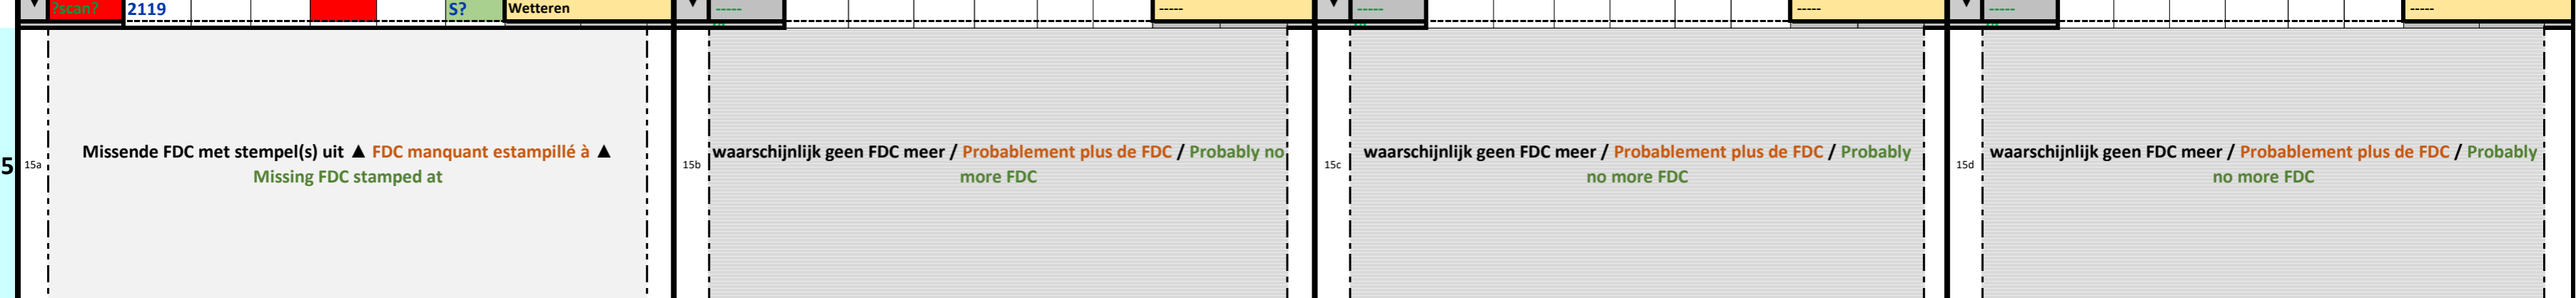 ?scan? 2119 S? Wetteren ▼ ----- ----- ▼ ----- ----- ▼ ----- -----
5
15a
Missende FDC met stempel(s) uit ▲ FDC manquant estampillé à ▲
Missing FDC stamped at
15b
waarschijnlijk geen FDC meer / Probablement plus de FDC / Probably no
more FDC
15c
waarschijnlijk geen FDC meer / Probablement plus de FDC / Probably
no more FDC
15d
waarschijnlijk geen FDC meer / Probablement plus de FDC / Probably
no more FDC